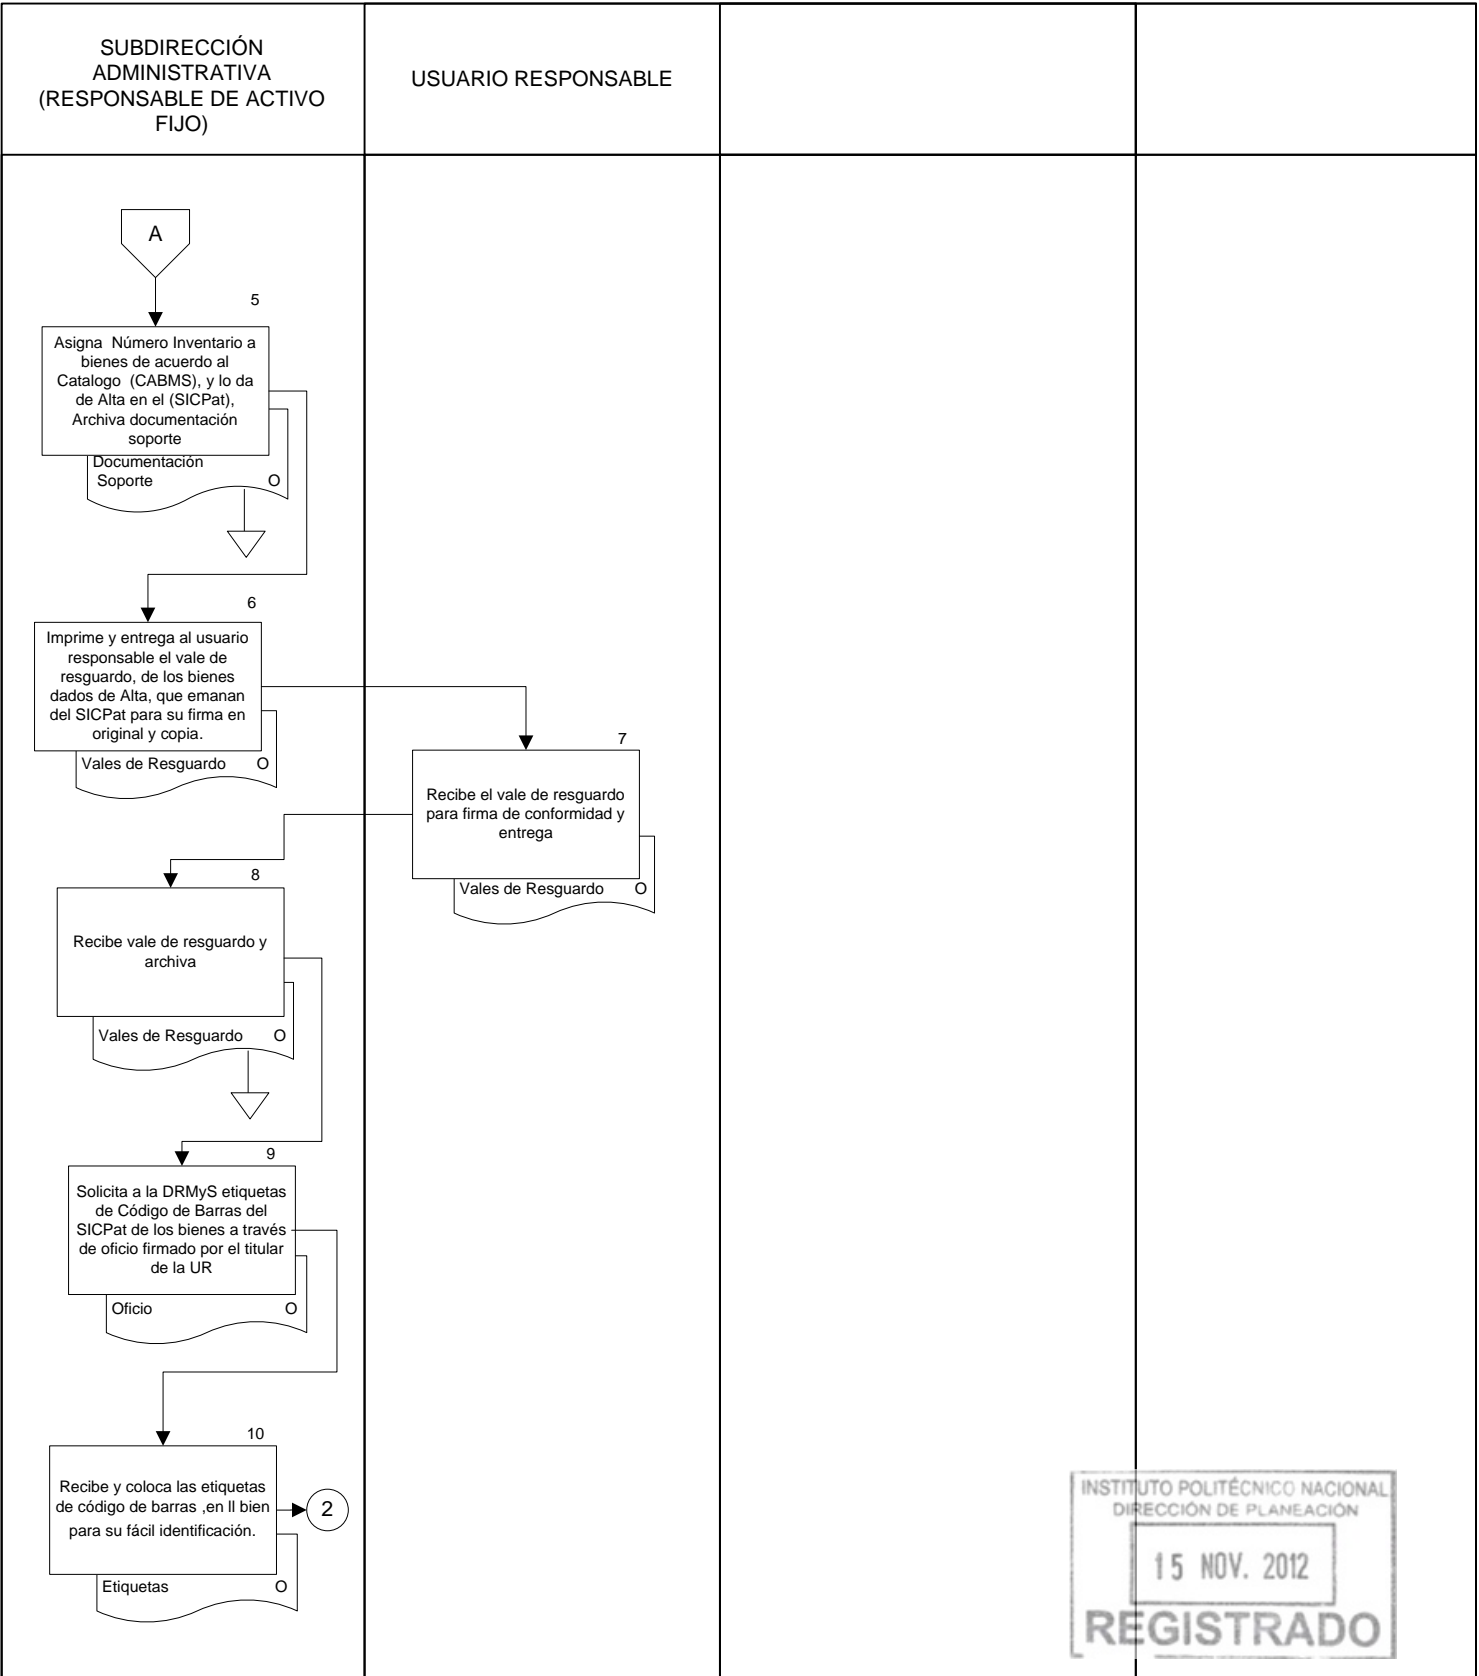 SUBDIRECCIÓN
ADMINISTRATIVA
(RESPONSABLE DE ACTIVO
FIJO)
USUARIO RESPONSABLE
A
5
Asigna Número Inventario a
bienes de acuerdo al
Catalogo (CABMS), y lo da
de Alta en el (SICPat),
Archiva documentación
soporte
Documentación
Soporte O
6
Imprime y entrega al usuario
responsable el vale de
resguardo, de los bienes
dados de Alta, que emanan
del SICPat para su firma en
original y copia.
Vales de Resguardo O
7
Recibe el vale de resguardo
para firma de conformidad y
entrega
Vales de Resguardo O
8
Recibe vale de resguardo y
archiva
Vales de Resguardo O
9
Solicita a la DRMyS etiquetas
de Código de Barras del
SICPat de los bienes a través
de oficio firmado por el titular
de la UR
Oficio O
10
Recibe y coloca las etiquetas
de código de barras ,en ll bien
para su fácil identificación.
2
Etiquetas O
INSTITUTO POLITÉCNICO NACIONAL
DIRECCIÓN DE PLANEACIÓN
15 NOV. 2012
REGISTRADO